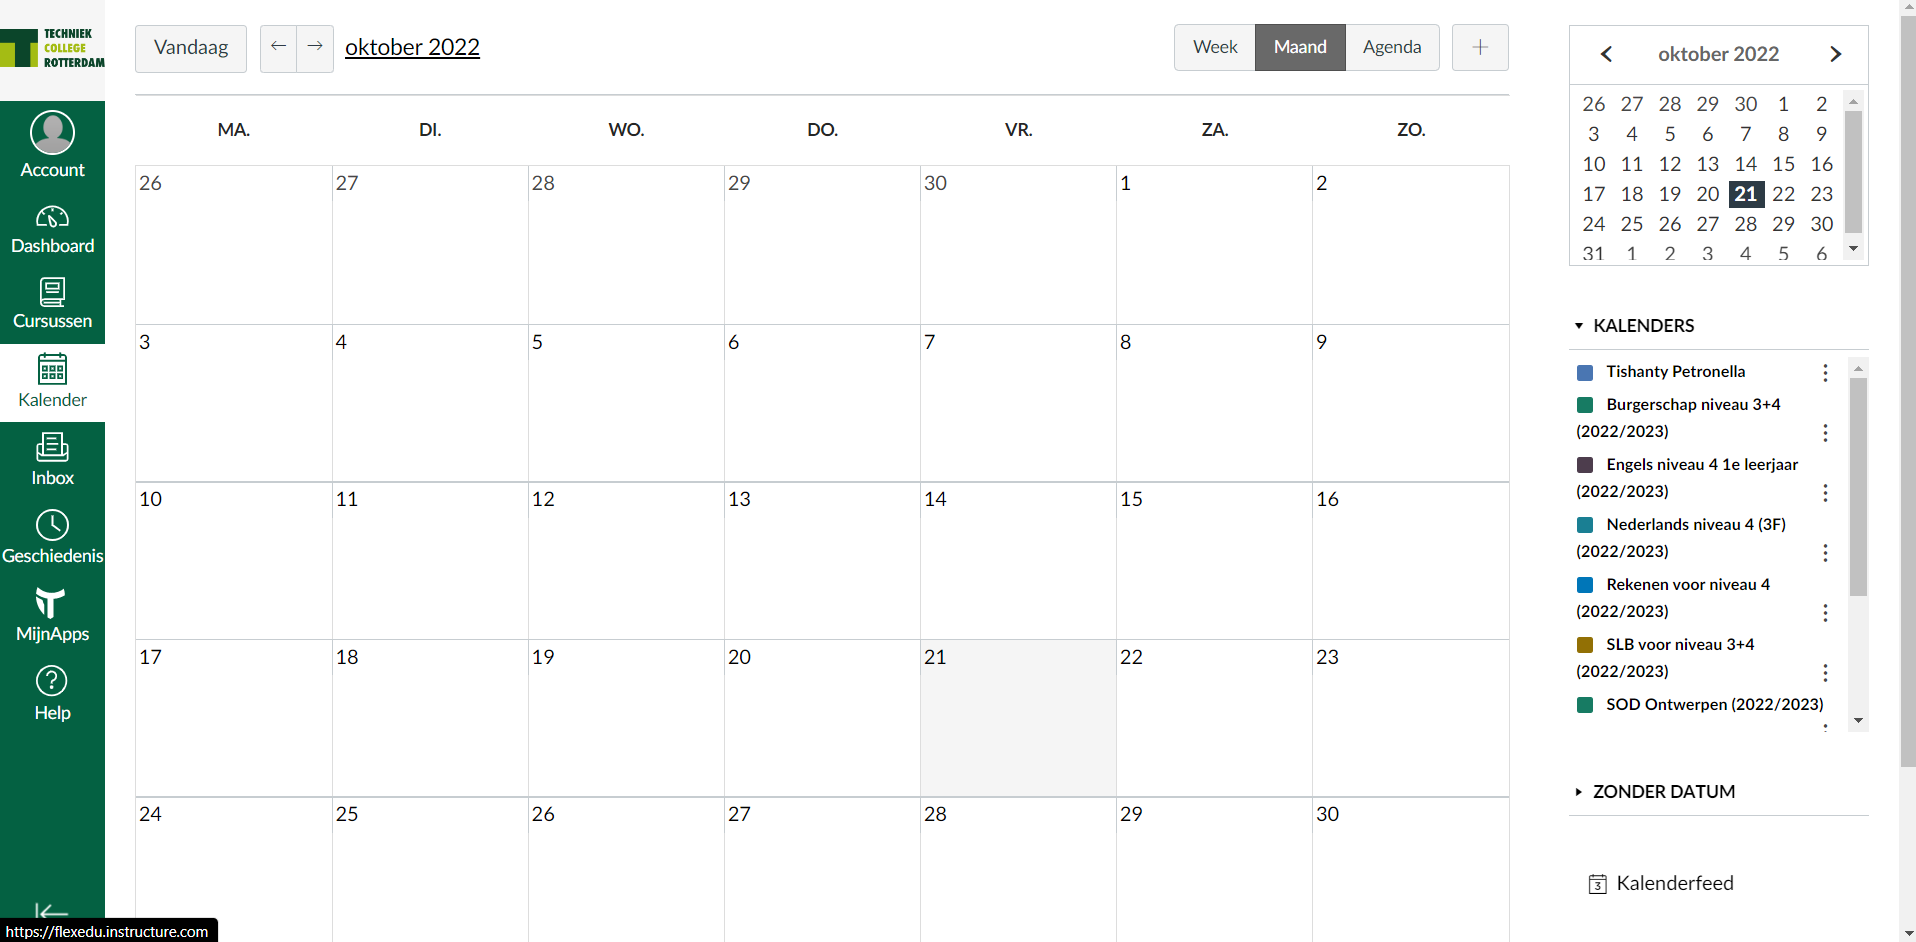 TECHNIEK
COLLEGE
ROTTERDAM
Account
Dashboard
Cursussen
Kalender
Inbox
Geschiedenis
MijnApps
Help
https://flexedu.instructure.com
Vandaag
oktober 2022
Week Maand Agenda
MA. DI. WO. DO. VR. ZA. ZO.
26 27 28 29 30 1 2
3 4 5 6 7 8 9
10 11 12 13 14 15 16
17 18 19 20 21 22 23
24 25 26 27 28 29 30
oktober 2022
26 27 28 29 30 1 2
3 4 5 6 7 8 9
10 11 12 13 14 15 16
17 18 19 20 21 22 23
24 25 26 27 28 29 30
31 1 2 3 4 5 6
KALENDERS
Tishanty Petronella
Burgerschap niveau 3+4
(2022/2023)
Engels niveau 4 1e leerjaar
(2022/2023)
Nederlands niveau 4 (3F)
(2022/2023)
Rekenen voor niveau 4
(2022/2023)
SLB voor niveau 3+4
(2022/2023)
SOD Ontwerpen (2022/2023)
ZONDER DATUM
3 Kalenderfeed